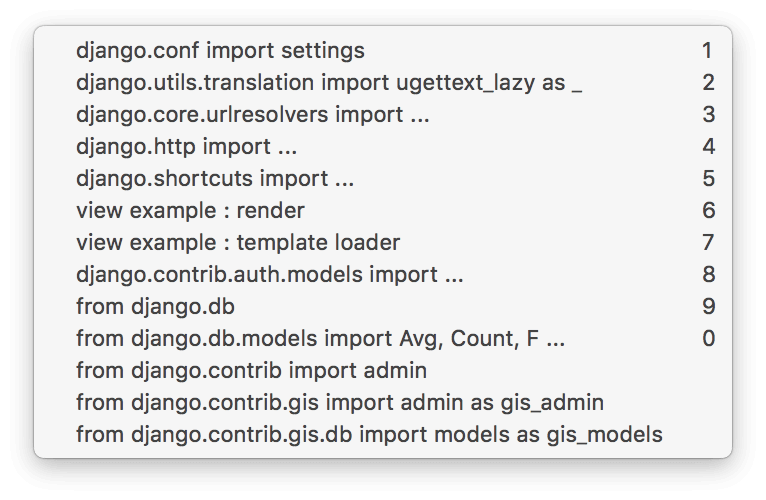 django.conf import settings 1
django.utils.translation import ugettext_lazy as _ 2
django.core.urlresolvers import ... 3
django.http import ... 4
django.shortcuts import ... 5
view example : render 6
view example : template loader 7
django.contrib.auth.models import ... 8
from django.db 9
from django.db.models import Avg, Count, F ... 0
from django.contrib import admin
from django.contrib.gis import admin as gis_admin
from django.contrib.gis.db import models as gis_models